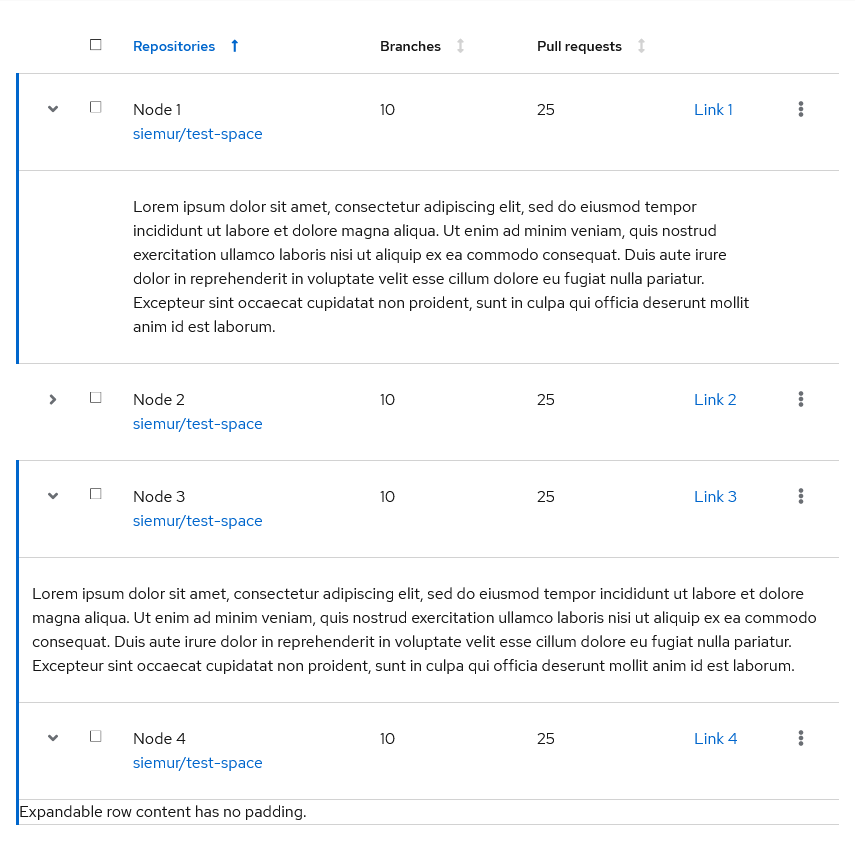 Repositories Branches Pull requests
Node 1 10 25 Link 1
siemur/test-space
Lorem ipsum dolor sit amet, consectetur adipiscing elit, sed do eiusmod tempor
incididunt ut labore et dolore magna aliqua. Ut enim ad minim veniam, quis nostrud
exercitation ullamco laboris nisi ut aliquip ex ea commodo consequat. Duis aute irure
dolor in reprehenderit in voluptate velit esse cillum dolore eu fugiat nulla pariatur.
Excepteur sint occaecat cupidatat non proident, sunt in culpa qui officia deserunt mollit
anim id est laborum.
Node 2 10 25 Link 2
siemur/test-space
Node 3 10 25 Link 3
siemur/test-space
Lorem ipsum dolor sit amet, consectetur adipiscing elit, sed do eiusmod tempor incididunt ut labore et dolore
magna aliqua. Ut enim ad minim veniam, quis nostrud exercitation ullamco laboris nisi ut aliquip ex ea commodo
consequat. Duis aute irure dolor in reprehenderit in voluptate velit esse cillum dolore eu fugiat nulla pariatur.
Excepteur sint occaecat cupidatat non proident, sunt in culpa qui officia deserunt mollit anim id est laborum.
Node 4 10 25 Link 4
siemur/test-space
Expandable row content has no padding.